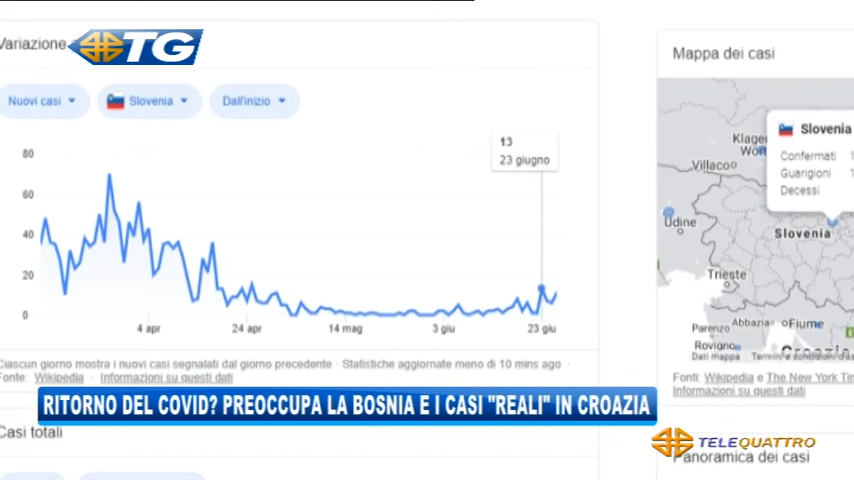 Variazione
TG
Mappa dei casi
Nuovi casi
Slovenia
Dall'inizio
13
23 giugno
80
60
40
20
0
4 apr
24 apr
14 mag
3 giu
23 giu
Slovenia
Confermati 1
Guarigioni 1
Decessi
Villaco
Udine
Slovenia
Trieste
Parenzo
Abbazia
Fiume
Rovigno
Croazia
Dati mappa
Ciascun giorno mostra i nuovi casi segnalati dal giorno precedente · Statistiche aggiornate meno di 10 mins ago ·
Fonte: Wikipedia · Informazioni su questi dati
Fonti: Wikipedia e The New York Tim
Informazioni su questi dati
RITORNO DEL COVID? PREOCCUPA LA BOSNIA E I CASI "REALI" IN CROAZIA
Casi totali
TELEQUATTRO
Panoramica dei casi